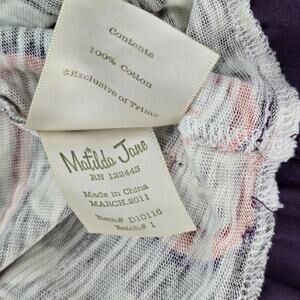 Contents
100% Cotton
*Exclusive of Trims
Matilda Jane
RN 122445
Made in China
MARCH.2011
Item# D10116
Batch# 1